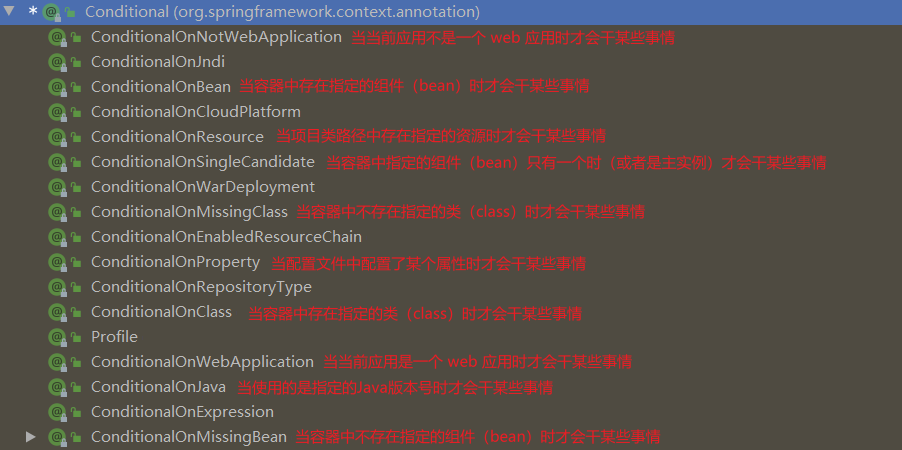 * Conditional (org.springframework.context.annotation)
ConditionalOnNotWebApplication 当当前应用不是一个 web 应用时才会干某些事情
ConditionalOnJndi
ConditionalOnBean 当容器中存在指定的组件（bean）时才会干某些事情
ConditionalOnCloudPlatform
ConditionalOnResource 当项目类路径中存在指定的资源时才会干某些事情
ConditionalOnSingleCandidate 当容器中指定的组件（bean）只有一个时（或者是主实例）才会干某些事情
ConditionalOnWarDeployment
ConditionalOnMissingClass 当容器中不存在指定的类（class）时才会干某些事情
ConditionalOnEnabledResourceChain
ConditionalOnProperty 当配置文件中配置了某个属性时才会干某些事情
ConditionalOnRepositoryType
ConditionalOnClass 当容器中存在指定的类（class）时才会干某些事情
Profile
ConditionalOnWebApplication 当当前应用是一个 web 应用时才会干某些事情
ConditionalOnJava 当使用的是指定的Java版本号时才会干某些事情
ConditionalOnExpression
ConditionalOnMissingBean 当容器中不存在指定的组件（bean）时才会干某些事情